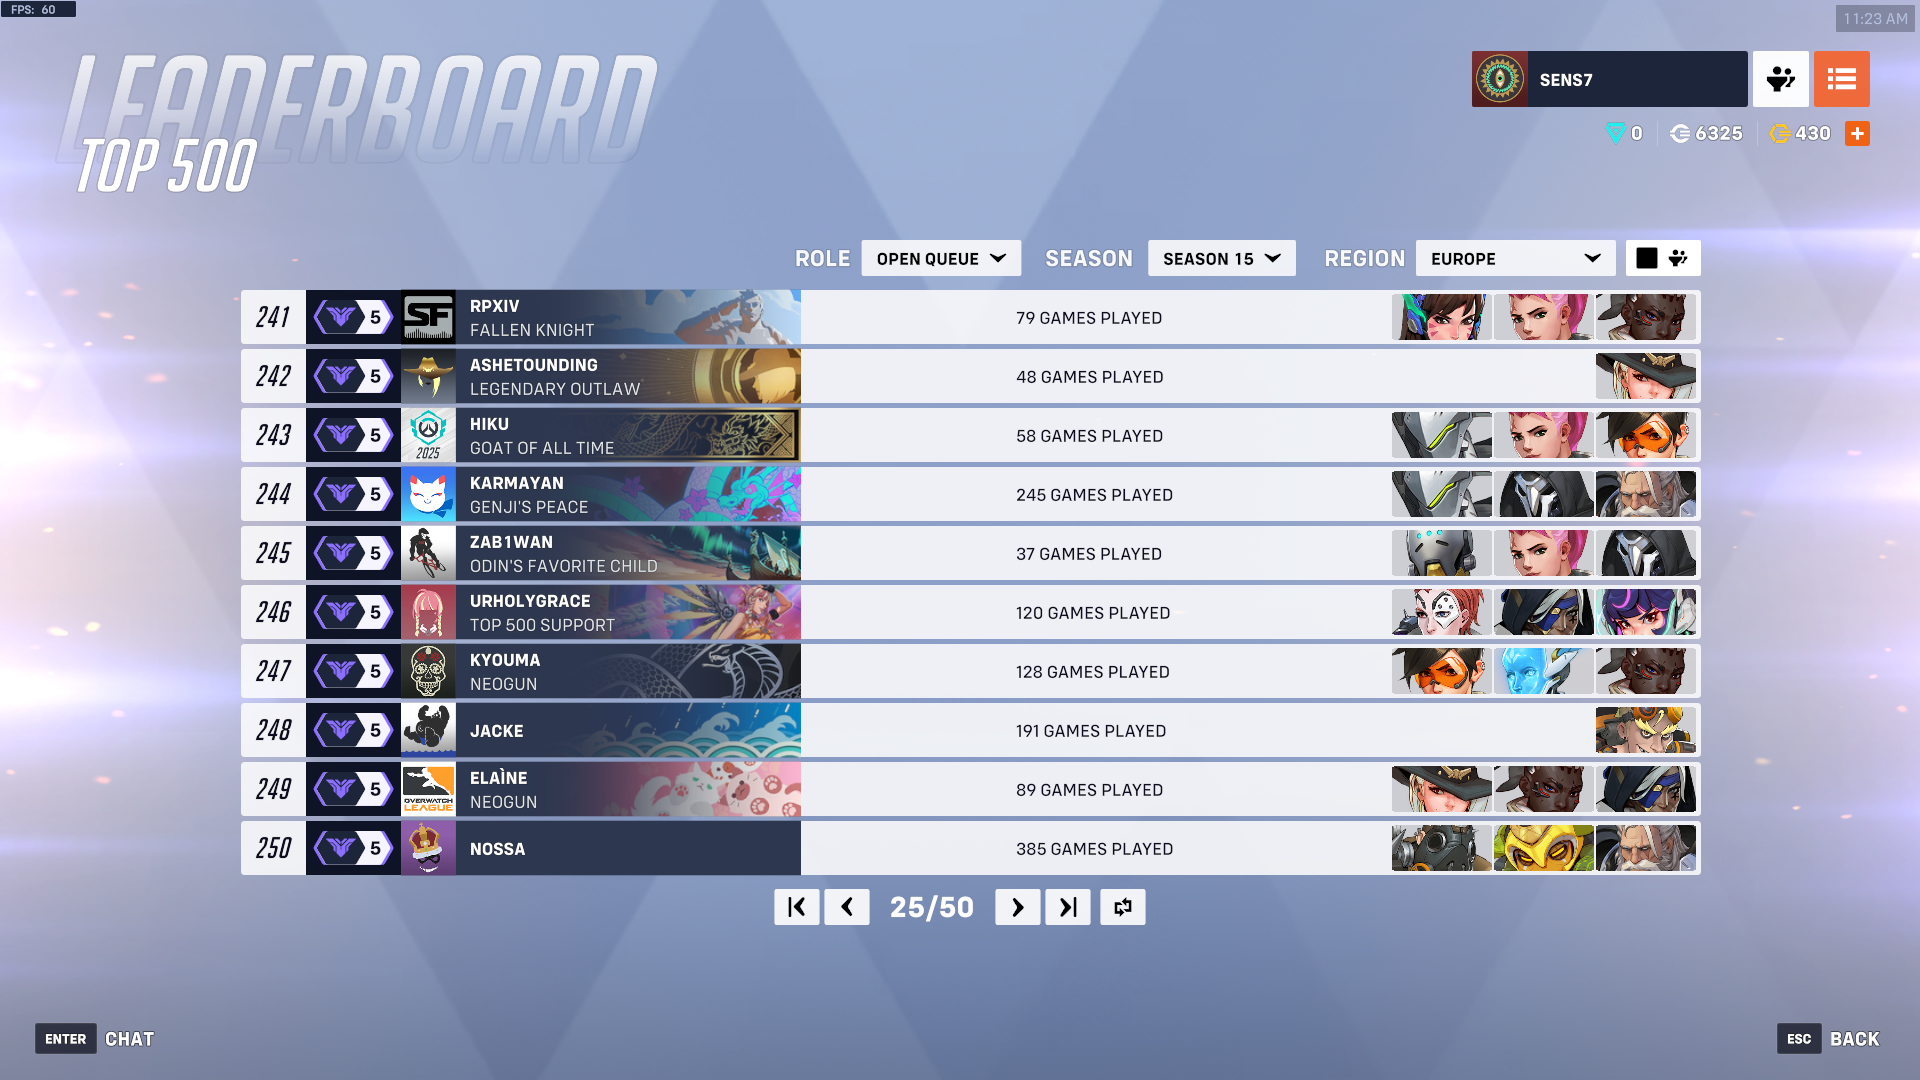 FPS: 60
11:23 AM
LEADERBOARD
TOP 500
SENS7
0 6325 430
ROLE OPEN QUEUE SEASON SEASON 15 REGION EUROPE
241 5 SF RPXIV
FALLEN KNIGHT
79 GAMES PLAYED
242 5 ASHETOUNDING
LEGENDARY OUTLAW
48 GAMES PLAYED
243 5 2025 HIKU
GOAT OF ALL TIME
58 GAMES PLAYED
244 5 KARMAYAN
GENJI'S PEACE
245 GAMES PLAYED
245 5 ZAB1WAN
ODIN'S FAVORITE CHILD
37 GAMES PLAYED
246 5 URHOLYGRACE
TOP 500 SUPPORT
120 GAMES PLAYED
247 5 KYOUMA
NEOGUN
128 GAMES PLAYED
248 5 JACKE
191 GAMES PLAYED
249 5 OVERWATCH LEAGUE ELAÌNE
NEOGUN
89 GAMES PLAYED
250 5 NOSSA
385 GAMES PLAYED
25/50
ENTER CHAT
ESC BACK